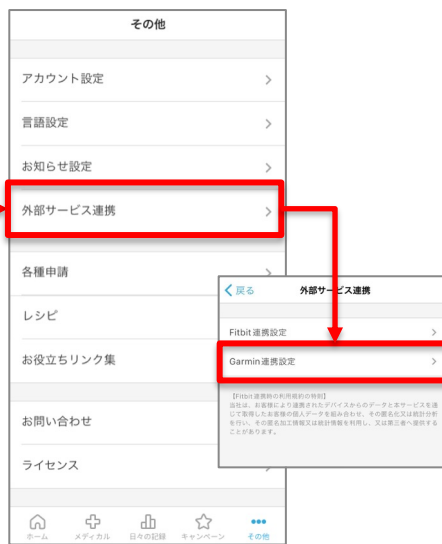 その他
アカウント設定
言語設定
お知らせ設定
外部サービス連携
各種申請
レシピ
お役立ちリンク集
お問い合わせ
ライセンス
ホーム
メディカル
日々の記録
キャンペーン
その他
戻る
外部サービス連携
Fitbit連携設定
Garmin連携設定
【Fitbit連携時の利用規約の特則】
当社は、お客様により連携されたデバイスからのデータと本サービスを通
じて取得したお客様の個人データを組み合わせ、その匿名化又は統計分析
を行い、その匿名加工情報又は統計情報を利用し、又は第三者へ提供する
ことがあります。